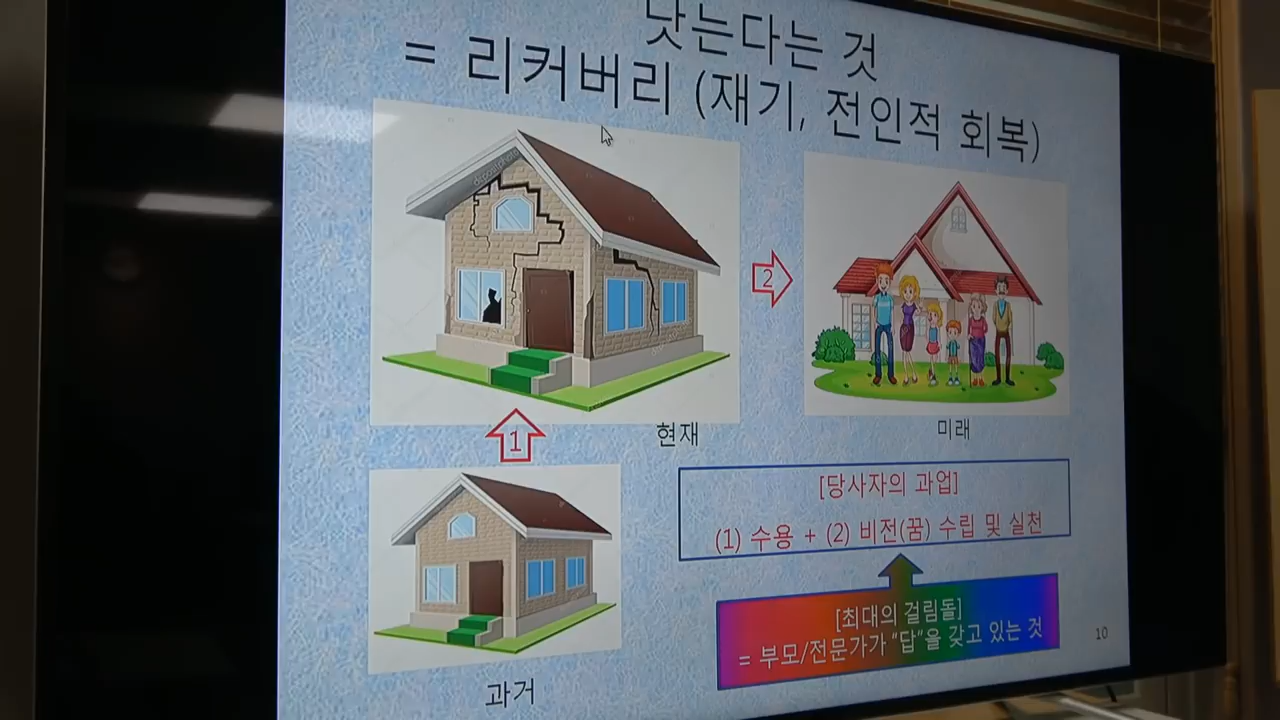 낫는다는 것
= 리커버리 (재기, 전인적 회복)
2
현재
미래
1
[당사자의 과업]
(1) 수용 + (2) 비전(꿈) 수립 및 실천
[최대의 걸림돌]
= 부모/전문가가 “답”을 갖고 있는 것
10
과거